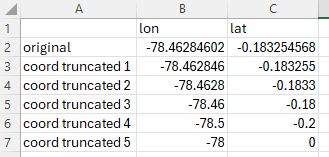 A B C
1 lon lat
2 original -78.46284602 -0.183254568
3 coord truncated 1 -78.462846 -0.183255
4 coord truncated 2 -78.4628 -0.1833
5 coord truncated 3 -78.46 -0.18
6 coord truncated 4 -78.5 -0.2
7 coord truncated 5 -78 0